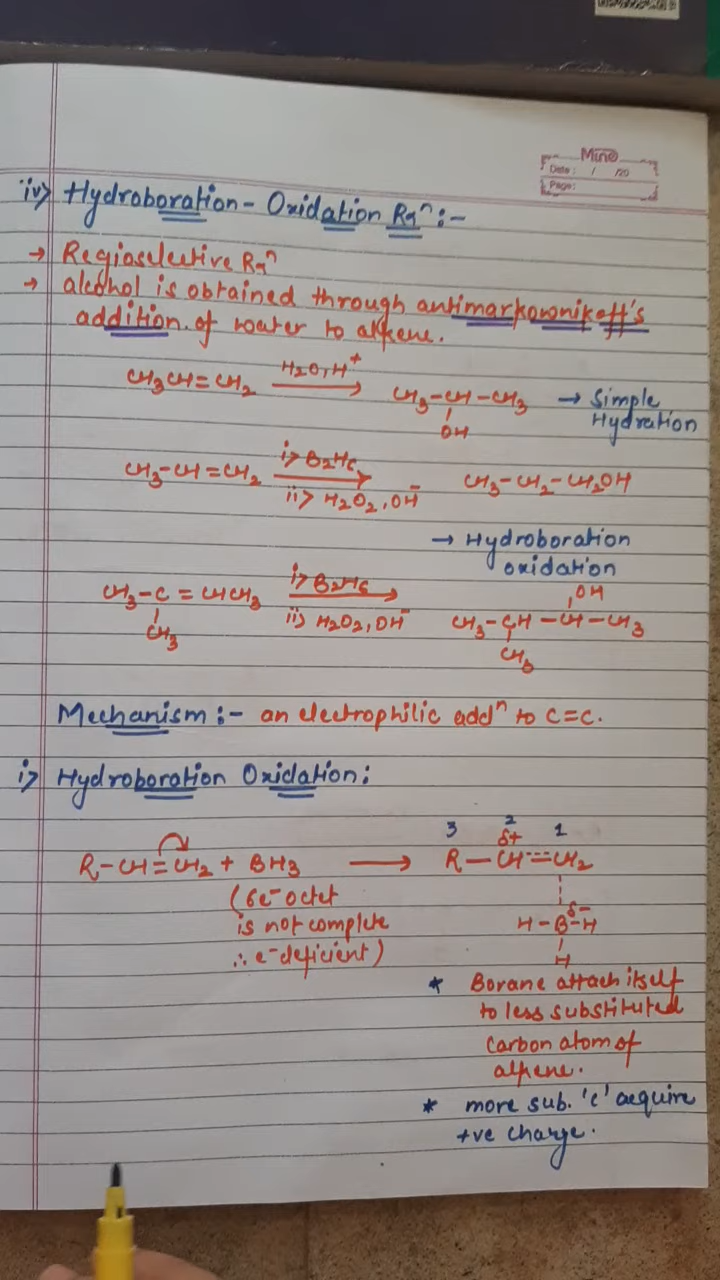 Mino
Date : / /20
Page:
iv> Hydroboration - Oxidation Rxⁿ :-
→ Regioselective Rxⁿ
→ alcohol is obtained through antimarkownikoff's
addition of water to alkene.
CH3CH=CH2 H2O, H⁺ → CH3-CH-CH3 → Simple
OH Hydration
CH3-CH=CH2 i> B2H6 → CH3-CH2-CH2OH
ii> H2O2, OH⁻
→ Hydroboration
oxidation
CH3-C=CHCH3 i> B2H6 → OH
CH3 ii> H2O2, OH⁻ CH3-CH-CH-CH3
CH3
Mechanism :- an electrophilic addⁿ to C=C.
i> Hydroboration Oxidation:
3 2 1
δ+
R-CH=CH2 + BH3 → R-CH=CH2
(6e⁻ octet δ-
is not complete H-B-H
∴ e⁻deficient) H
* Borane attach itself
to less substituted
carbon atom of
alkene.
* more sub. 'c' acquire
+ve charge.